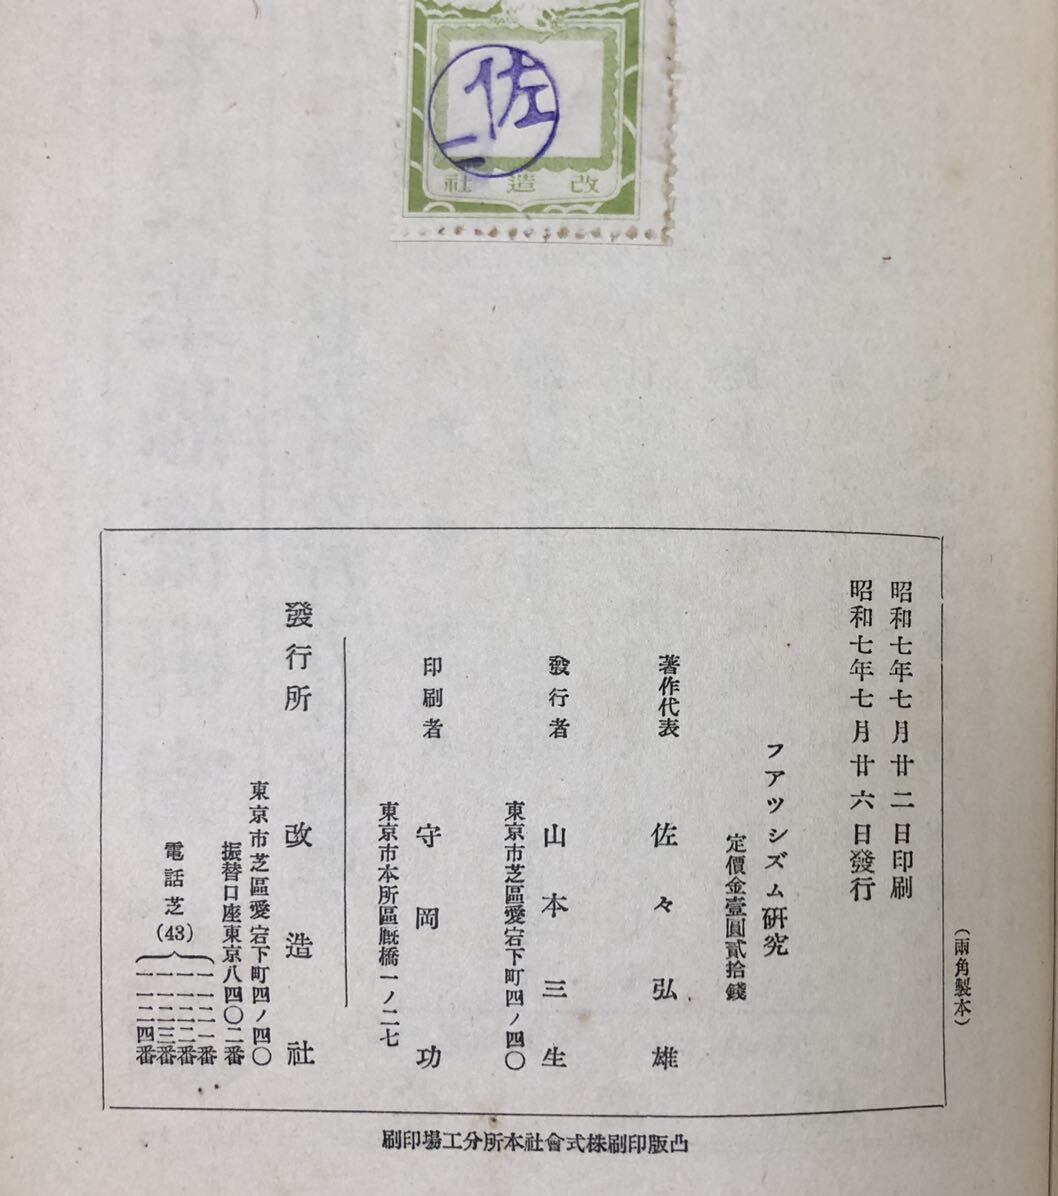 佐
二
社造改
昭和七年七月廿二日印刷
昭和七年七月廿六日發行
フアツシズム硏究
定價金壹圓貳拾錢
著作代表　佐々弘雄
發行者　山本三生
東京市芝區愛宕下町四ノ四〇
印刷者　守岡功
東京市本所區厩橋一ノ二七
發行所　改造社
東京市芝區愛宕下町四ノ四〇
振替口座東京八四〇二番
電話芝(43)
一一二一番
一一二二番
一一二三番
一一二四番
(兩角製本)
刷印場工分所本社會式株刷印版凸